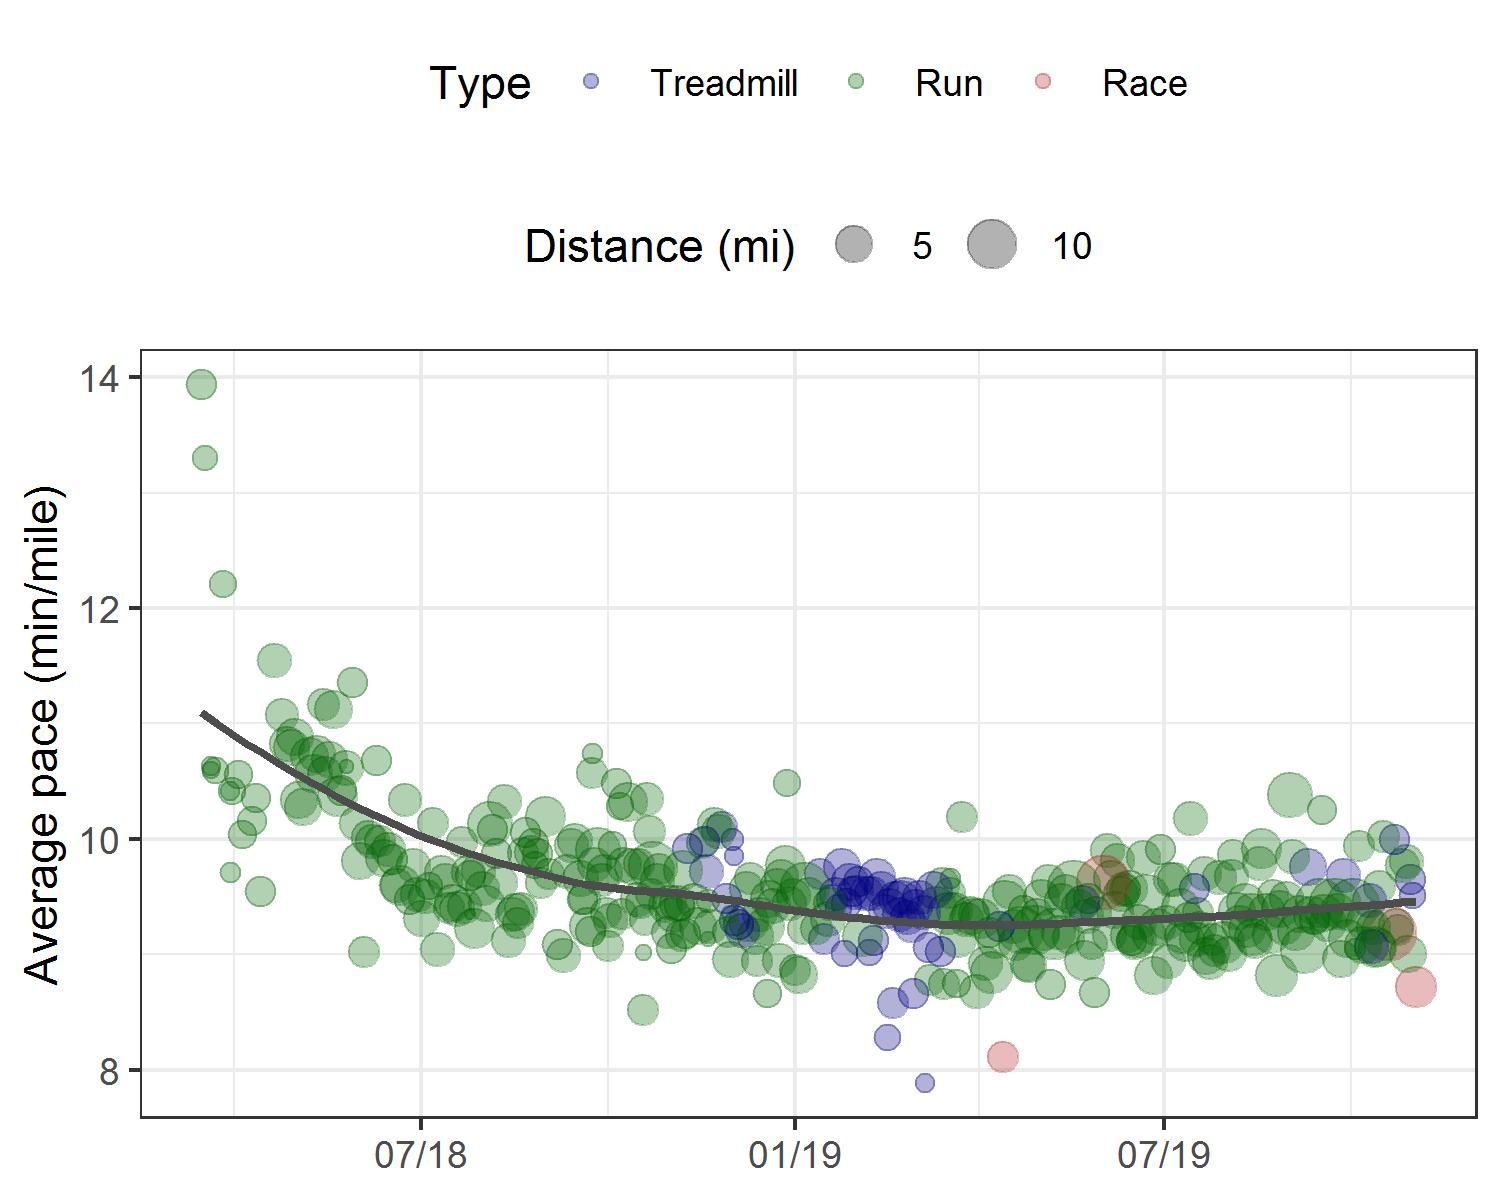 Type Treadmill Run Race
Distance (mi) 5 10
Average pace (min/mile)
14
12
10
8
07/18 01/19 07/19